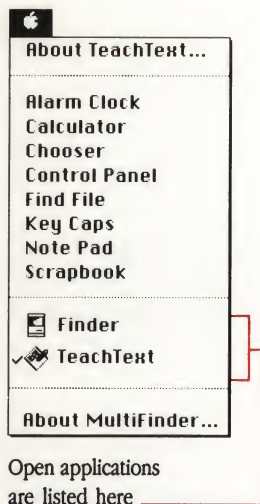 About TeachText...
Alarm Clock
Calculator
Chooser
Control Panel
Find File
Key Caps
Note Pad
Scrapbook
Finder
✓ TeachText
About MultiFinder...
Open applications
are listed here